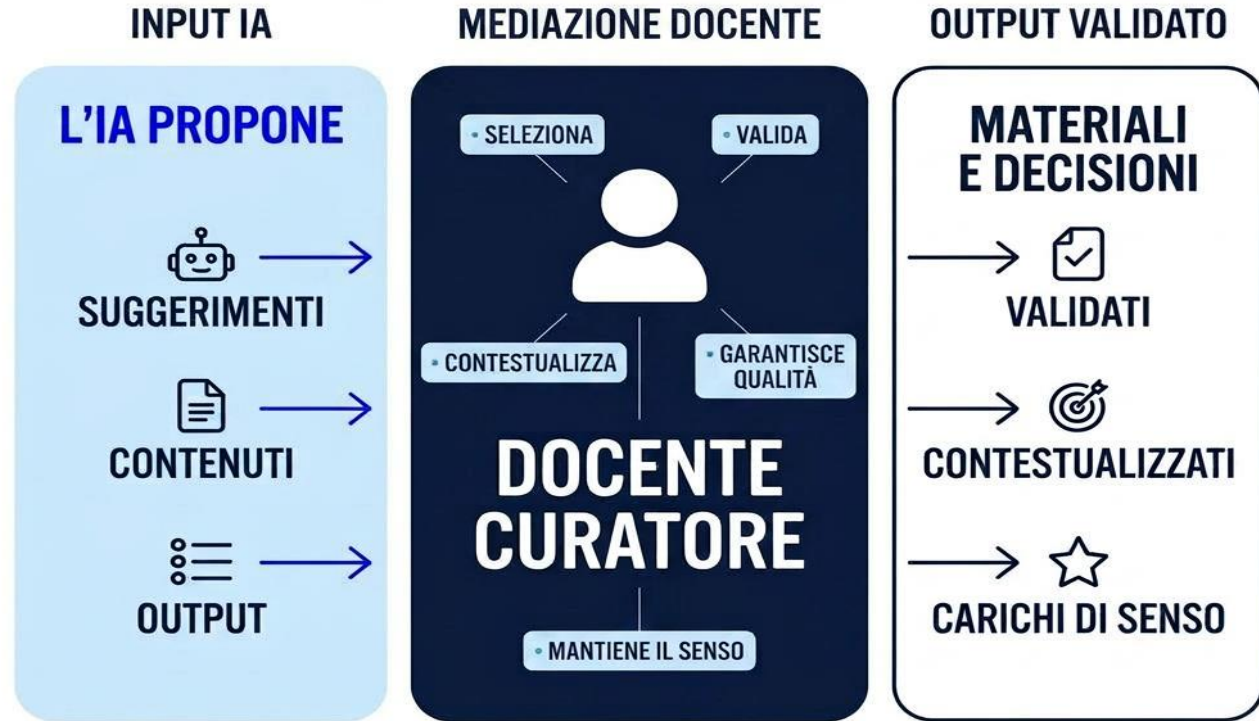 INPUT IA
L'IA PROPONE
SUGGERIMENTI
CONTENUTI
OUTPUT
MEDIAZIONE DOCENTE
• SELEZIONA
• VALIDA
• CONTESTUALIZZA
• GARANTISCE
QUALITÀ
DOCENTE
CURATORE
• MANTIENE IL SENSO
OUTPUT VALIDATO
MATERIALI
E DECISIONI
VALIDATI
CONTESTUALIZZATI
CARICHI DI SENSO